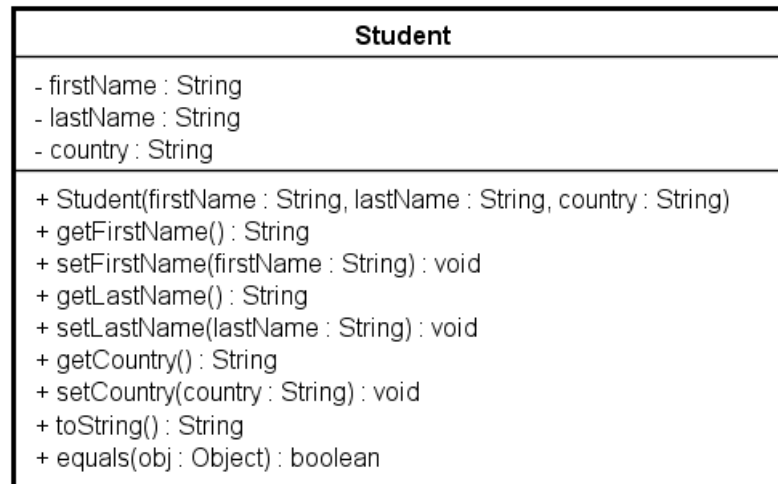 Student
- firstName : String
- lastName : String
- country : String
+ Student(firstName : String, lastName : String, country : String)
+ getFirstName() : String
+ setFirstName(firstName : String) : void
+ getLastName() : String
+ setLastName(lastName : String) : void
+ getCountry() : String
+ setCountry(country : String) : void
+ toString() : String
+ equals(obj : Object) : boolean